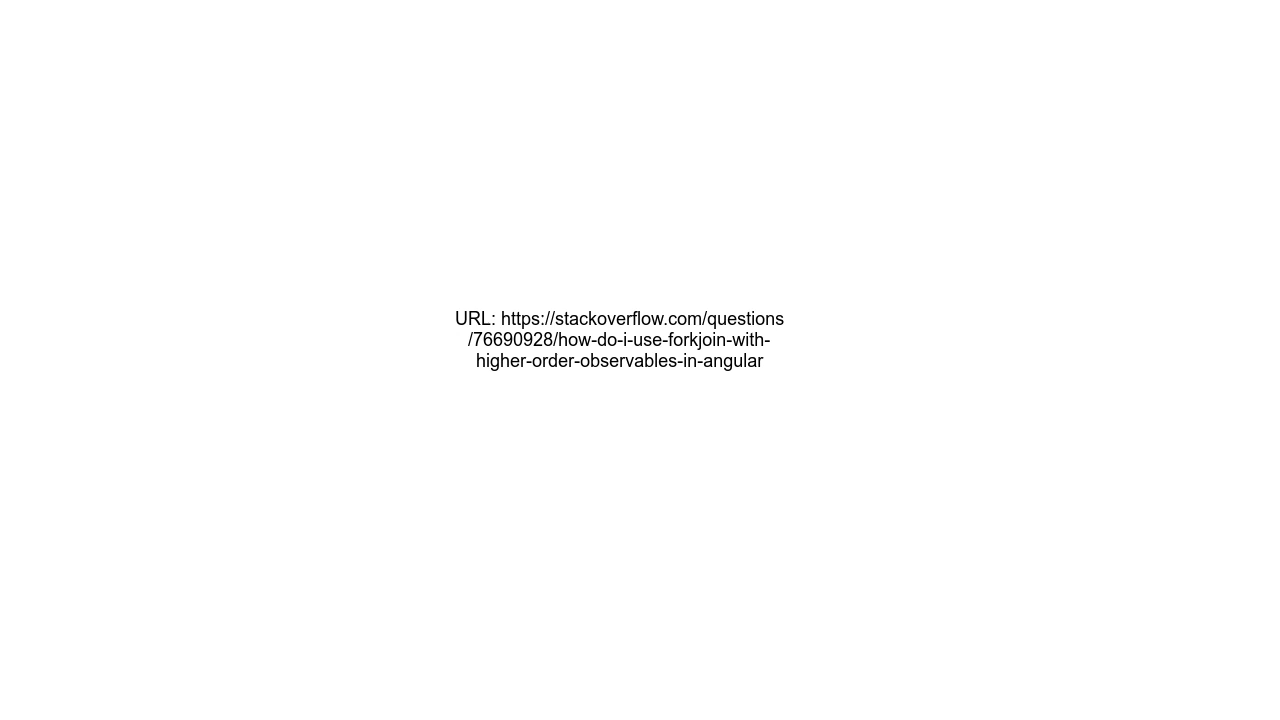 URL: https://stackoverflow.com/questions
/76690928/how-do-i-use-forkjoin-with-
higher-order-observables-in-angular